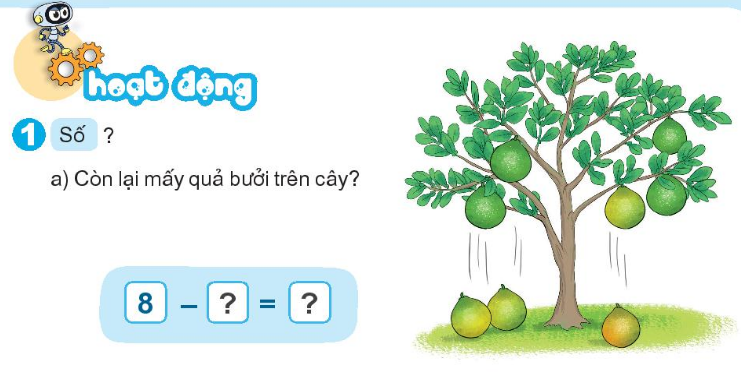 hoạt động
1 Số ?
a) Còn lại mấy quả bưởi trên cây?
8 – ? = ?